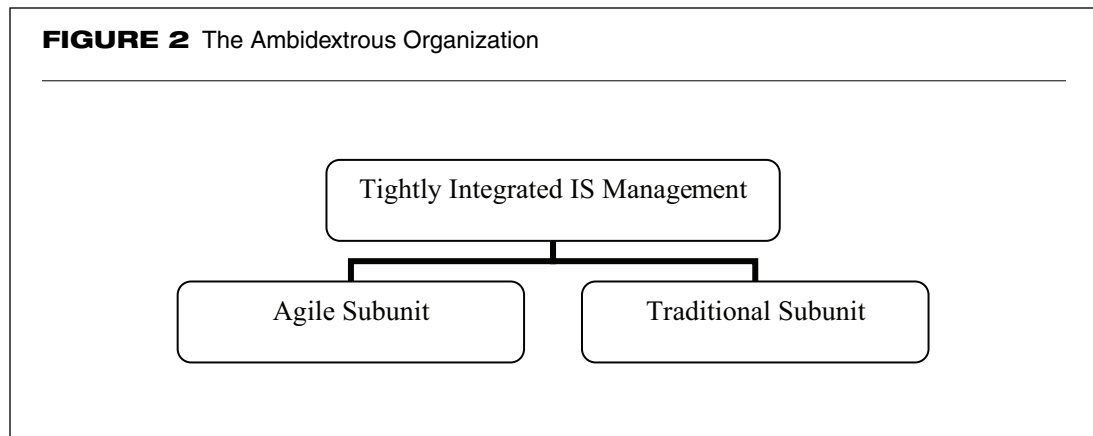 FIGURE 2 The Ambidextrous Organization
Tightly Integrated IS Management
Agile Subunit
Traditional Subunit